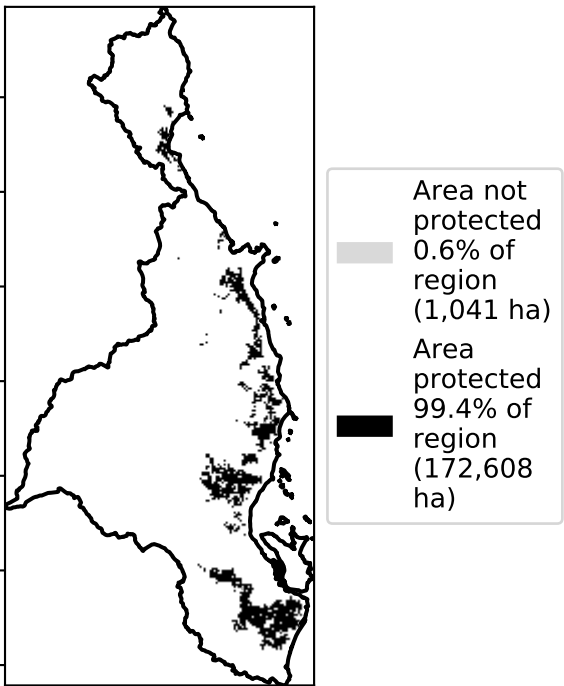 Area not
protected
0.6% of
region
(1,041 ha)
Area
protected
99.4% of
region
(172,608
ha)